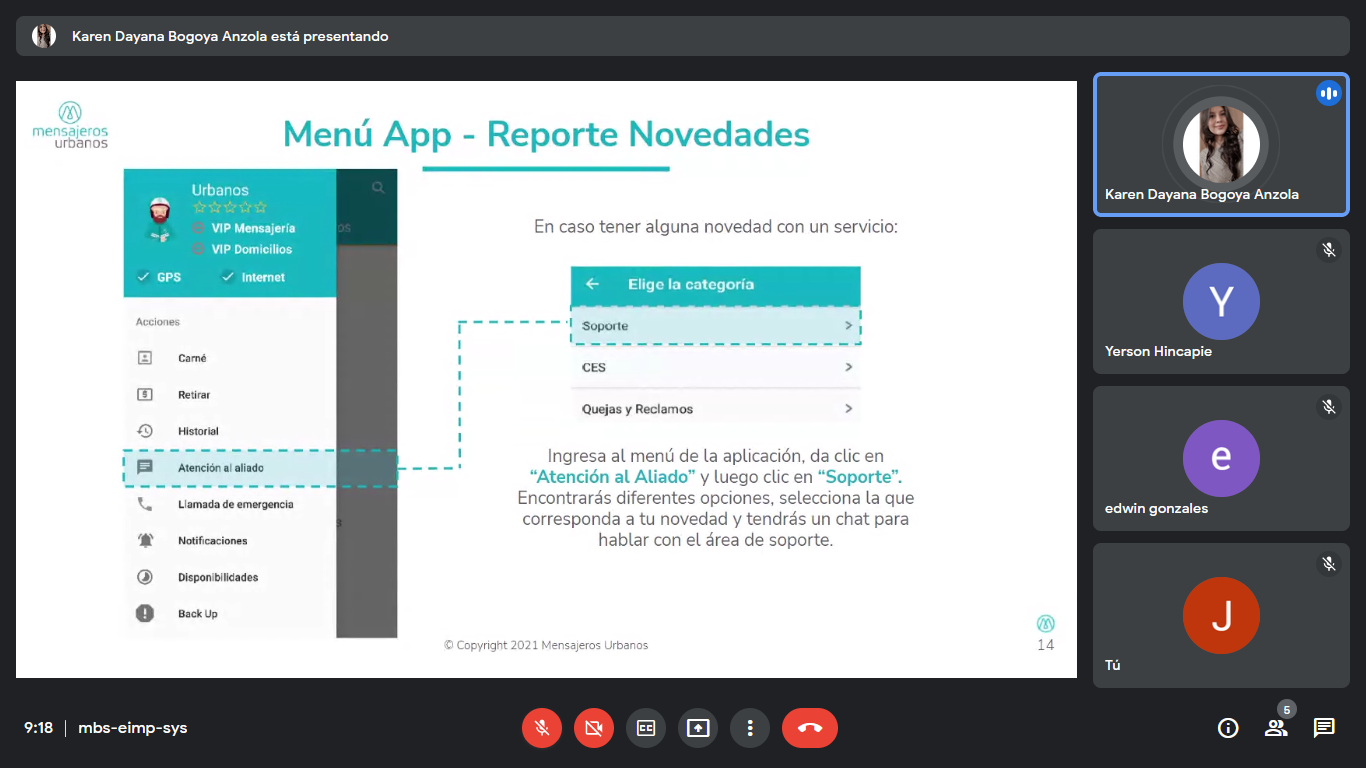 Karen Dayana Bogoya Anzola está presentando
mensajeros
urbanos
Menú App - Reporte Novedades
Urbanos
VIP Mensajería
VIP Domicilios
GPS
Internet
os
Acciones
Carné
Retirar
Historial
Atención al aliado
Llamada de emergencia
3
Notificaciones
Disponibilidades
Back Up
En caso tener alguna novedad con un servicio:
Elige la categoría
Soporte
CES
Quejas y Reclamos
Ingresa al menú de la aplicación, da clic en
“Atención al Aliado” y luego clic en “Soporte”.
Encontrarás diferentes opciones, selecciona la que
corresponda a tu novedad y tendrás un chat para
hablar con el área de soporte.
© Copyright 2021 Mensajeros Urbanos
14
Karen Dayana Bogoya Anzola
Y
Yerson Hincapie
e
edwin gonzales
J
Tú
9:18 | mbs-eimp-sys
CC
5